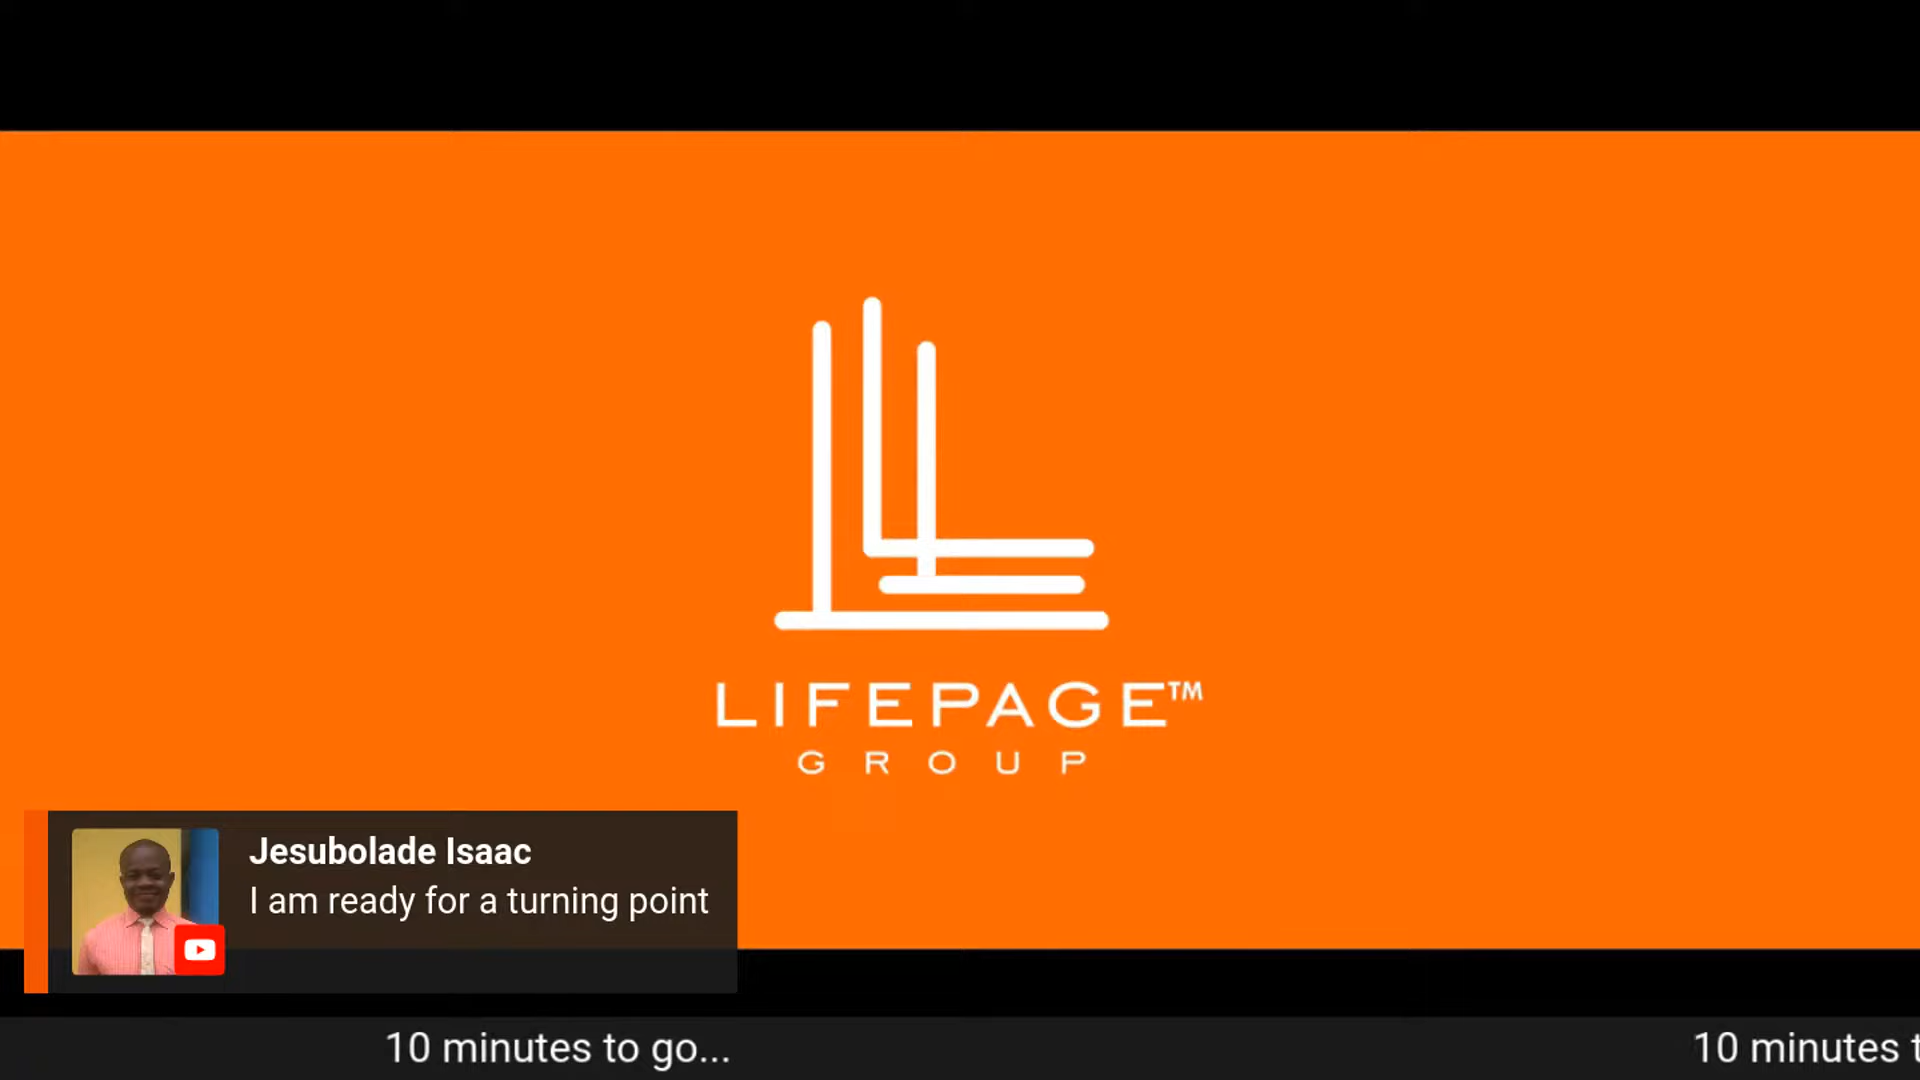 LIFEPAGE™
GROUP
Jesubolade Isaac
I am ready for a turning point
10 minutes to go...
10 minutes